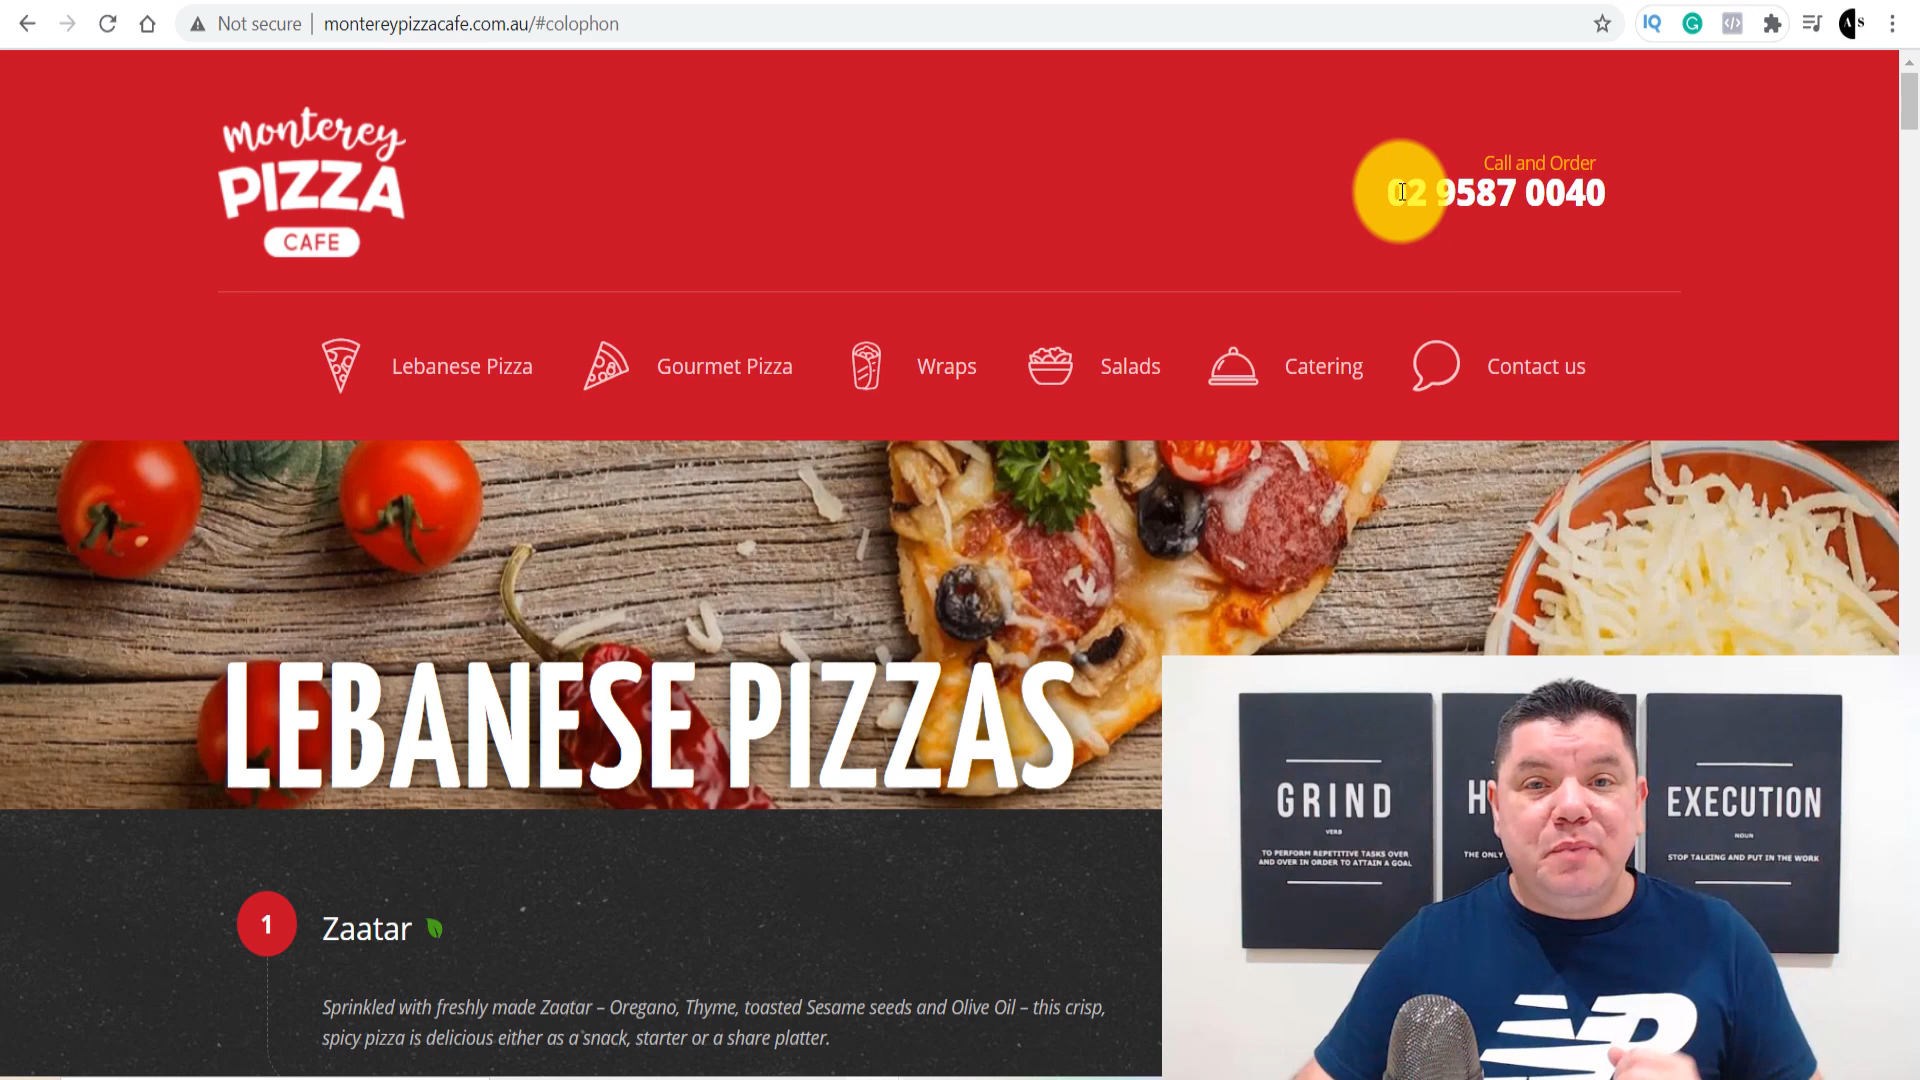 Not secure | montereypizzacafe.com.au/#colophon
IQ
G
</>
AS
monterey
PIZZA
CAFE
Call and Order
02 9587 0040
Lebanese Pizza
Gourmet Pizza
Wraps
Salads
Catering
Contact us
LEBANESE PIZZAS
1
Zaatar
Sprinkled with freshly made Zaatar – Oregano, Thyme, toasted Sesame seeds and Olive Oil – this crisp,
spicy pizza is delicious either as a snack, starter or a share platter.
GRIND
VERB
TO PERFORM REPETITIVE TASKS OVER
AND OVER IN ORDER TO ATTAIN A GOAL
H
THE ONLY
EXECUTION
NOUN
STOP TALKING AND PUT IN THE WORK